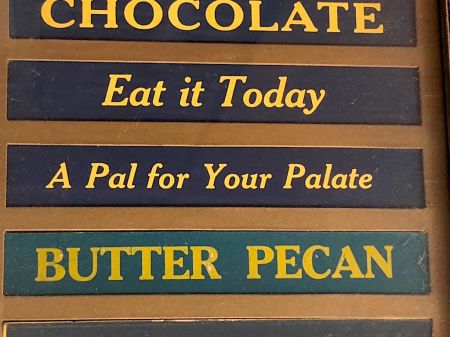 CHOCOLATE
Eat it Today
A Pal for Your Palate
BUTTER PECAN